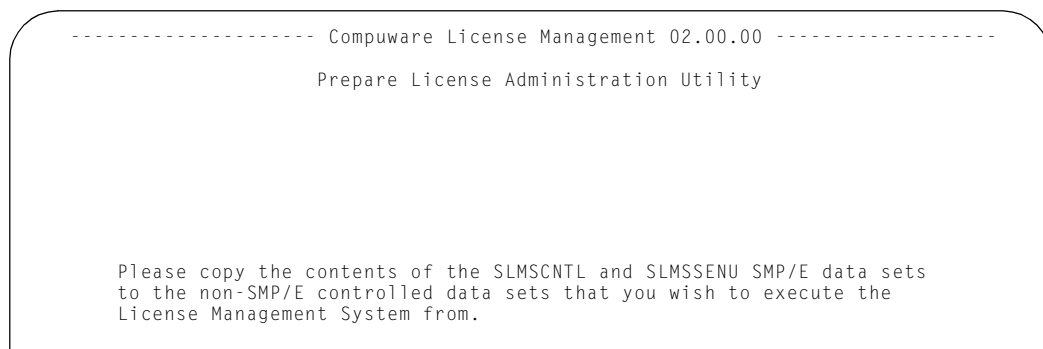 --------------------- Compuware License Management 02.00.00 -------------------
Prepare License Administration Utility
Please copy the contents of the SLMSCNTL and SLMSSENU SMP/E data sets
to the non-SMP/E controlled data sets that you wish to execute the
License Management System from.